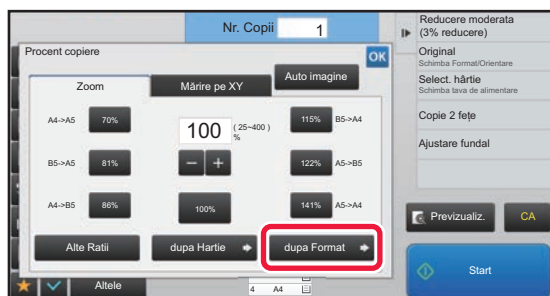 Nr. Copii 1
Procent copiere
OK
Zoom
Mărire pe XY
Auto imagine
A4->A5 70%
100 (25~400) %
115% B5->A4
B5->A5 81%
– +
122% A5->B5
A4->B5 86%
100%
141% A5->A4
Alte Ratii
dupa Hartie
dupa Format
Altele
4 A4
Reducere moderata
(3% reducere)
Original
Schimba Format/Orientare
Select. hârtie
Schimba tava de alimentare
Copie 2 fețe
Ajustare fundal
Previzualiz.
CA
Start